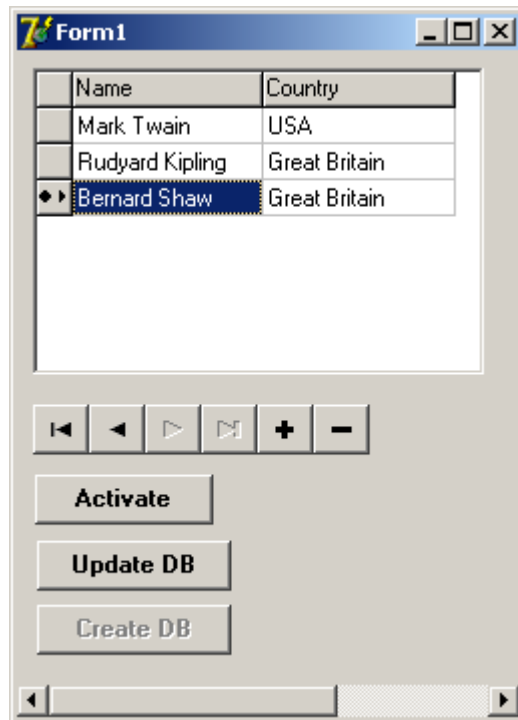 Form1
Name Country
Mark Twain USA
Rudyard Kipling Great Britain
Bernard Shaw Great Britain
Activate
Update DB
Create DB